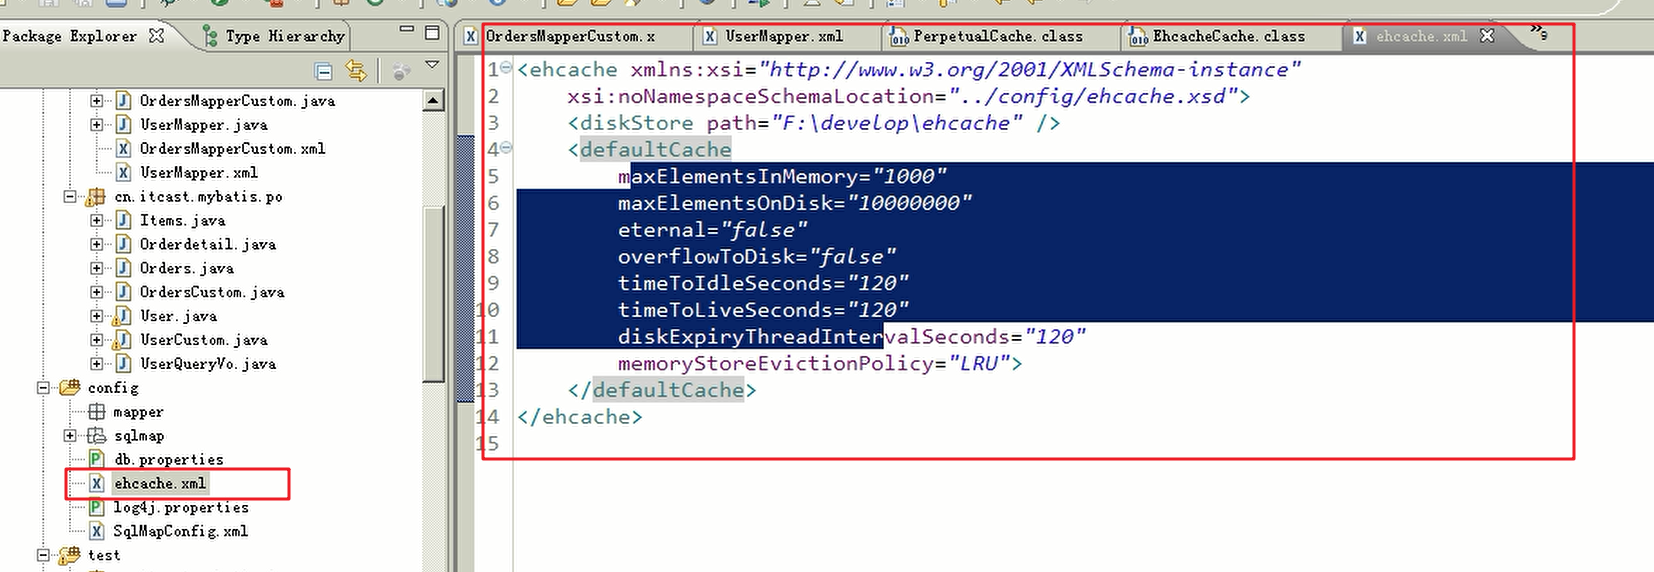 Package Explorer
Type Hierarchy
OrdersMapperCustom.java
UserMapper.java
OrdersMapperCustom.xml
UserMapper.xml
cn.itcast.mybatis.po
Items.java
Orderdetail.java
Orders.java
OrdersCustom.java
User.java
UserCustom.java
UserQueryVo.java
config
mapper
sqlmap
db.properties
ehcache.xml
log4j.properties
SqlMapConfig.xml
test
OrdersMapperCustom.x
UserMapper.xml
PerpetualCache.class
EhcacheCache.class
ehcache.xml
»9
1 <ehcache xmlns:xsi="http://www.w3.org/2001/XMLSchema-instance"
2 xsi:noNamespaceSchemaLocation="../config/ehcache.xsd">
3 <diskStore path="F:\develop\ehcache" />
4 <defaultCache
5 maxElementsInMemory="1000"
6 maxElementsOnDisk="10000000"
7 eternal="false"
8 overflowToDisk="false"
9 timeToIdleSeconds="120"
10 timeToLiveSeconds="120"
11 diskExpiryThreadIntervalSeconds="120"
12 memoryStoreEvictionPolicy="LRU">
13 </defaultCache>
14 </ehcache>
15